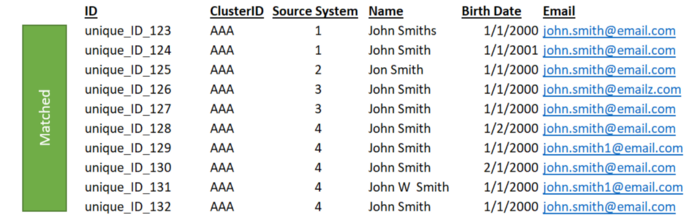 ID ClusterID Source System Name Birth Date Email
unique_ID_123 AAA 1 John Smiths 1/1/2000 john.smith@email.com
unique_ID_124 AAA 1 John Smith 1/1/2001 john.smith@email.com
unique_ID_125 AAA 2 Jon Smith 1/1/2000 john.smith@email.com
unique_ID_126 AAA 3 John Smith 1/1/2000 john.smith@emailz.com
unique_ID_127 AAA 3 John Smith 1/1/2000 john.smith@email.com
unique_ID_128 AAA 4 John Smith 1/2/2000 john.smith@email.com
unique_ID_129 AAA 4 John Smith 1/1/2000 john.smith1@email.com
unique_ID_130 AAA 4 John Smith 2/1/2000 john.smith@email.com
unique_ID_131 AAA 4 John W  Smith 1/1/2000 john.smith1@email.com
unique_ID_132 AAA 4 John Smith 1/1/2000 john.smith@email.com
Matched